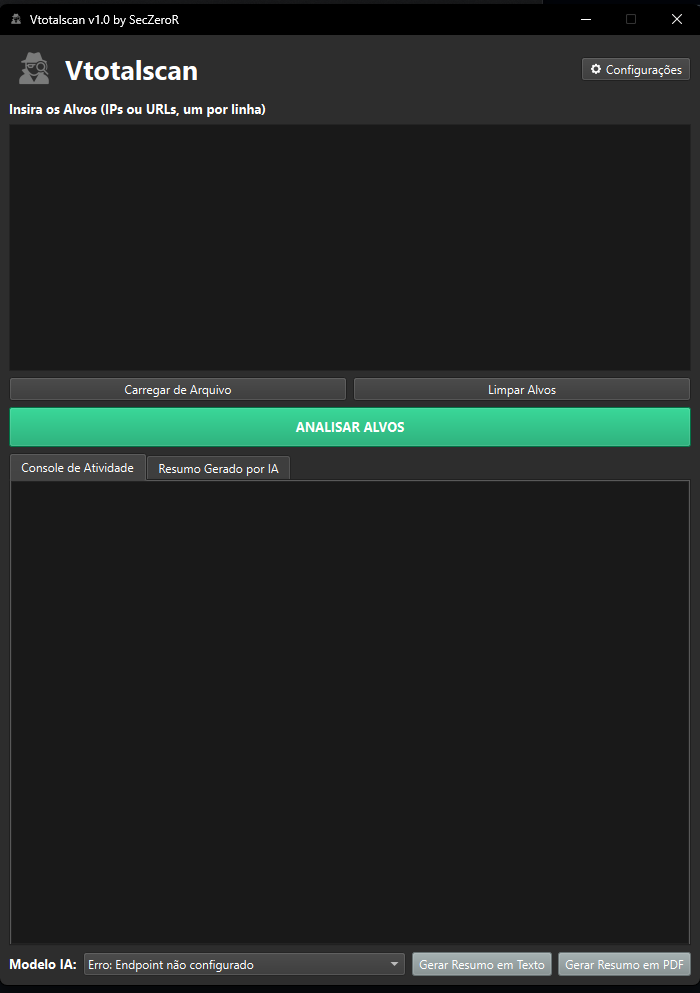 Vtotalscan v1.0 by SecZeroR
Vtotalscan
Configurações
Insira os Alvos (IPs ou URLs, um por linha)
Carregar de Arquivo
Limpar Alvos
ANALISAR ALVOS
Console de Atividade
Resumo Gerado por IA
Modelo IA:
Erro: Endpoint não configurado
Gerar Resumo em Texto
Gerar Resumo em PDF